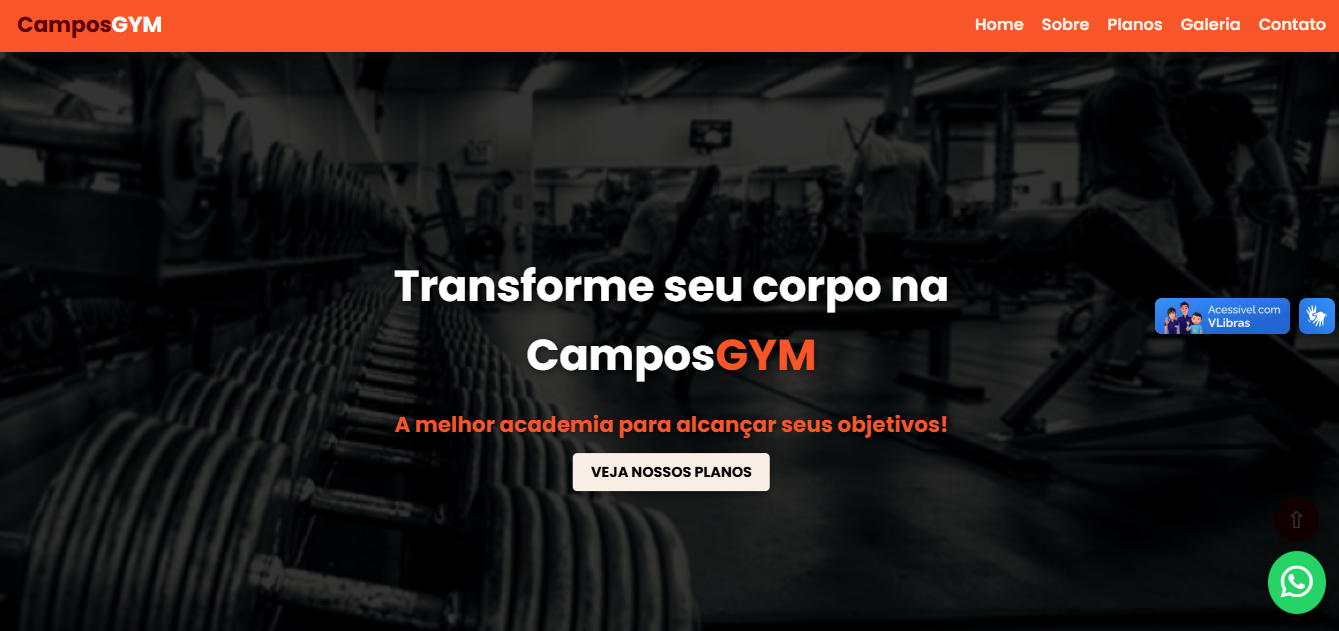 CamposGYM
Home Sobre Planos Galeria Contato
Transforme seu corpo na
CamposGYM
Acessível com
VLibras
A melhor academia para alcançar seus objetivos!
VEJA NOSSOS PLANOS
⇧